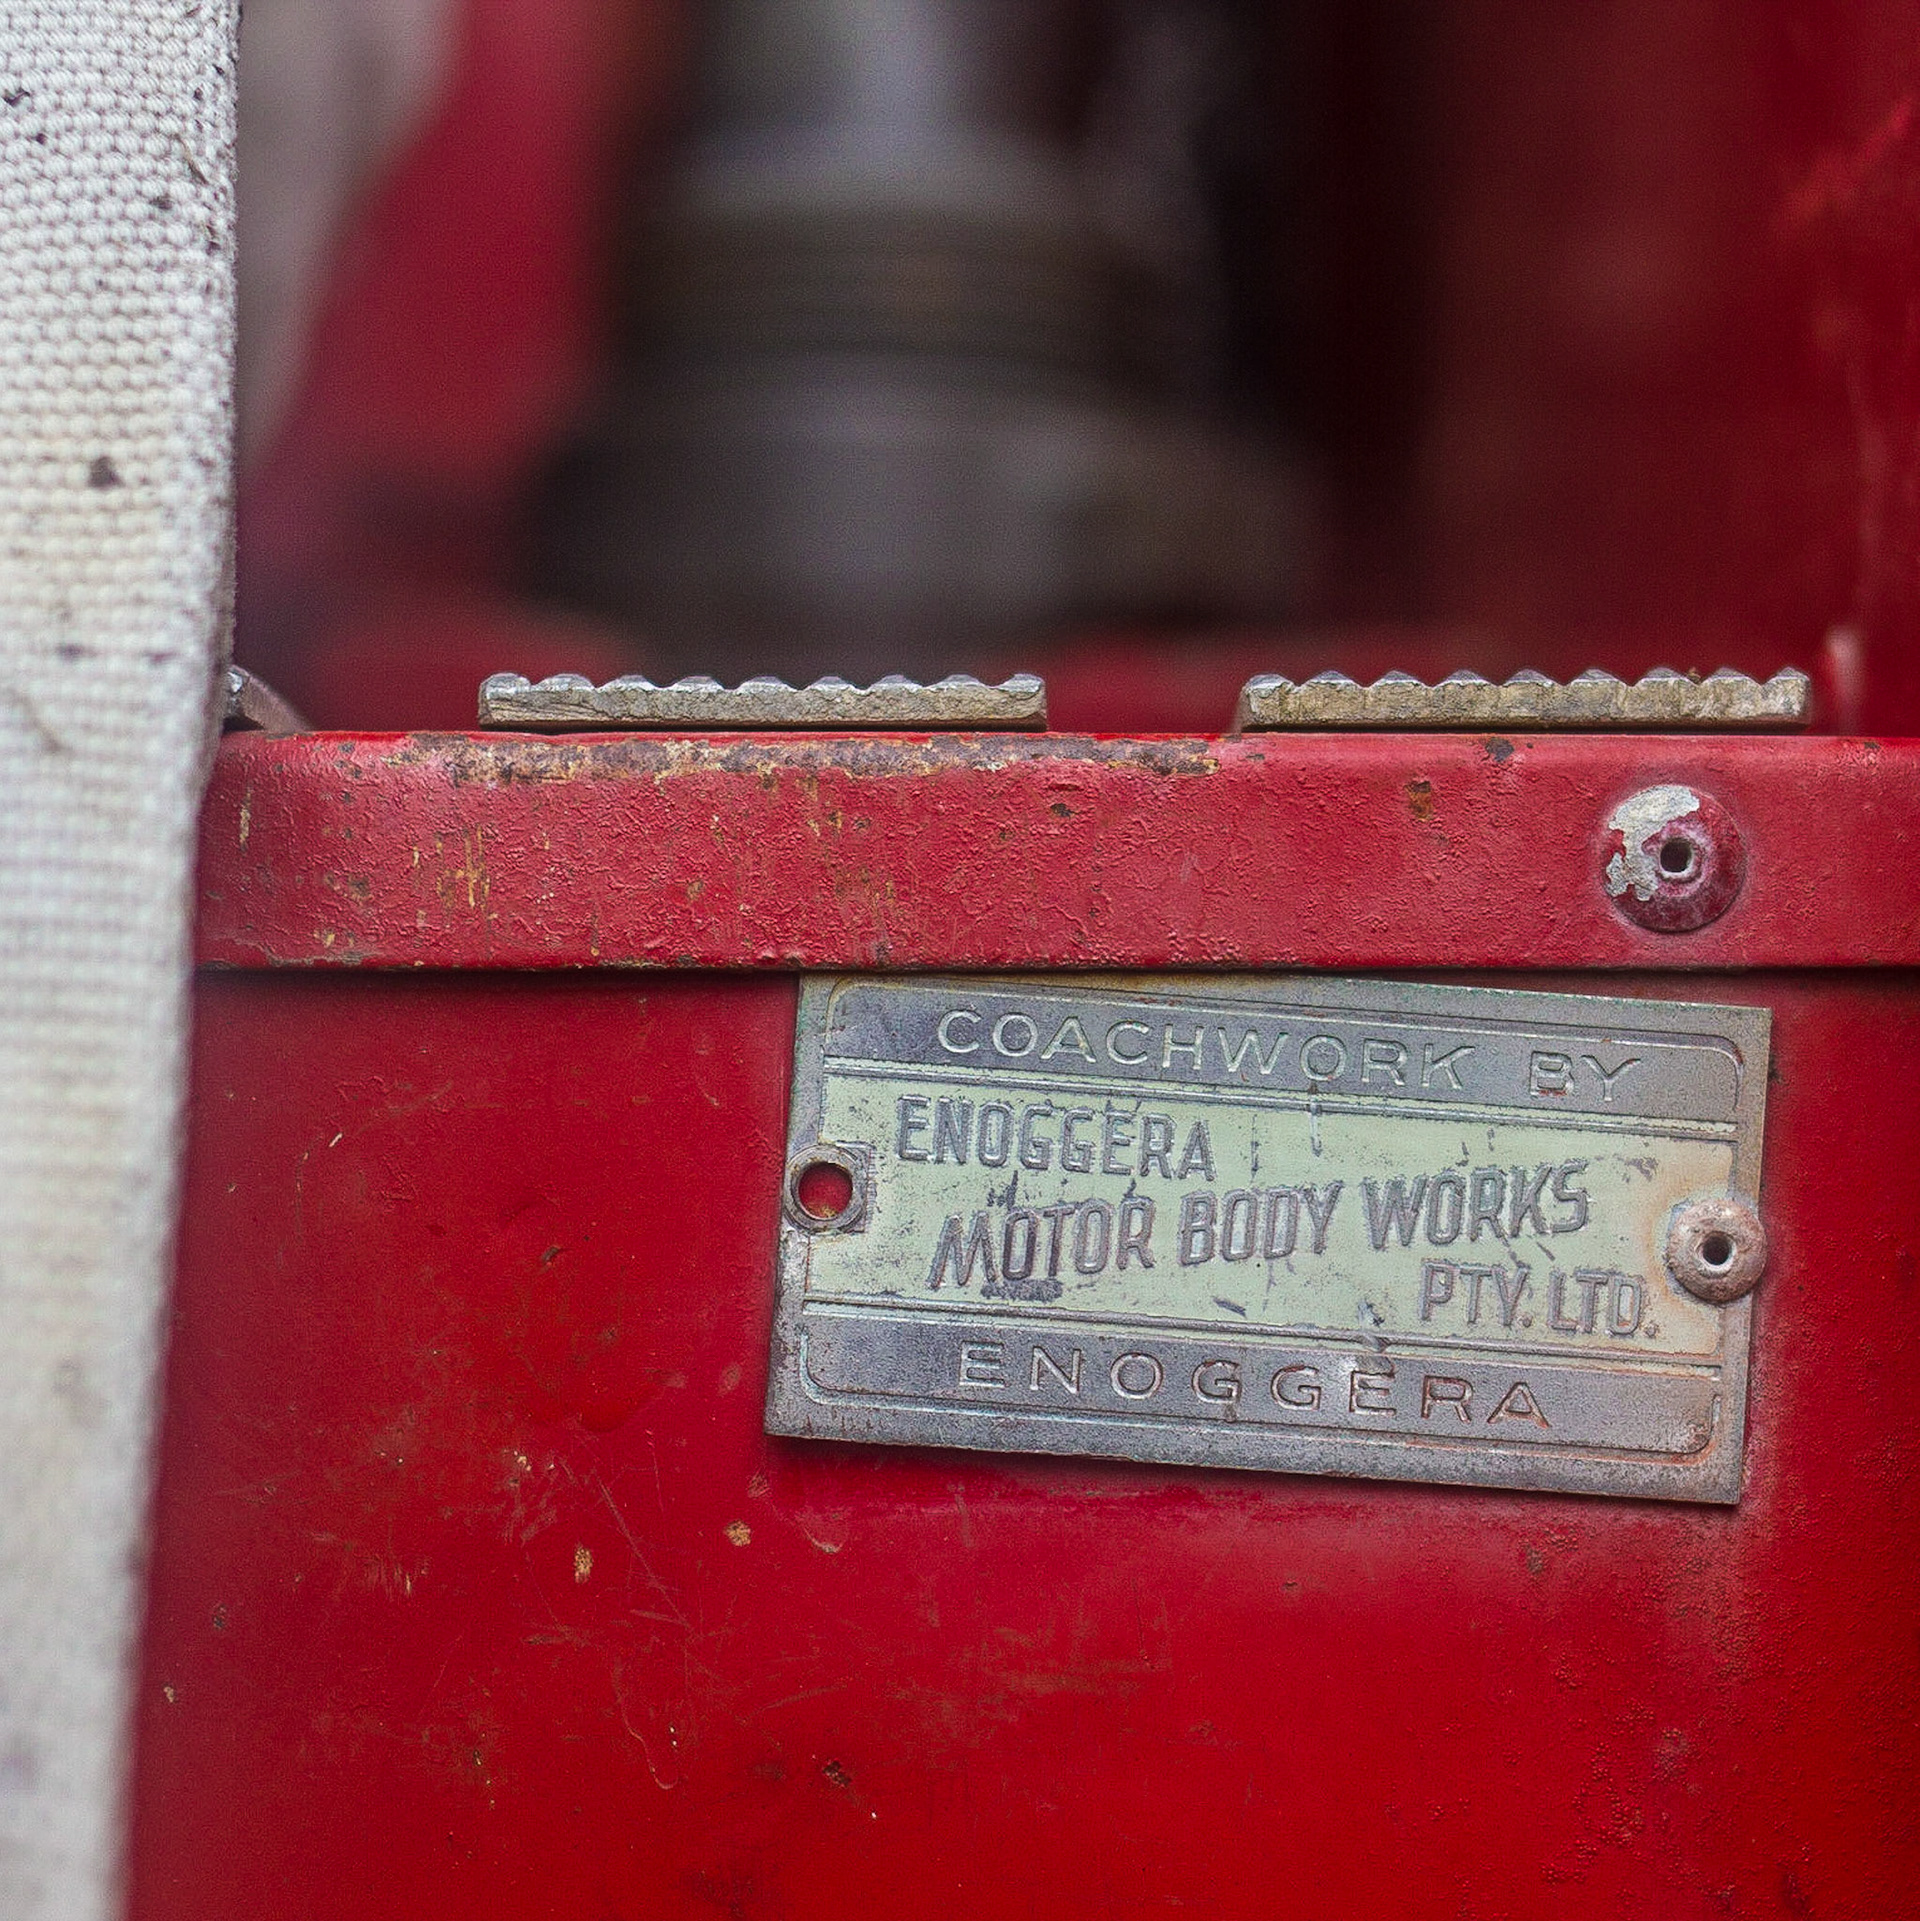 COACHWORK BY
ENOGGERA
MOTOR BODY WORKS
PTY. LTD.
ENOGGERA